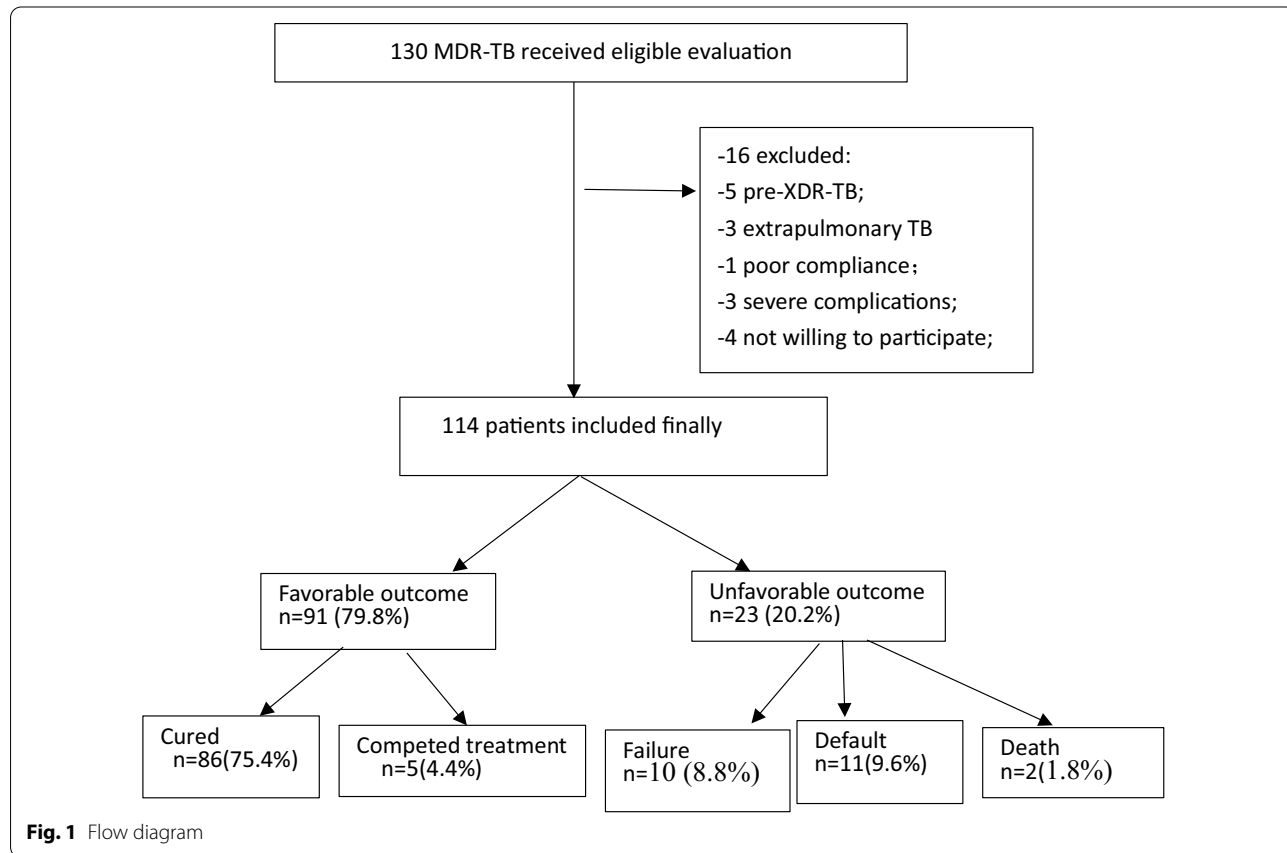 130 MDR-TB received eligible evaluation
-16 excluded:
-5 pre-XDR-TB;
-3 extrapulmonary TB
-1 poor compliance；
-3 severe complications;
-4 not willing to participate;
114 patients included finally
Favorable outcome
n=91 (79.8%)
Unfavorable outcome
n=23 (20.2%)
Cured
n=86(75.4%)
Competed treatment
n=5(4.4%)
Failure
n=10 (8.8%)
Default
n=11(9.6%)
Death
n=2(1.8%)
Fig. 1 Flow diagram